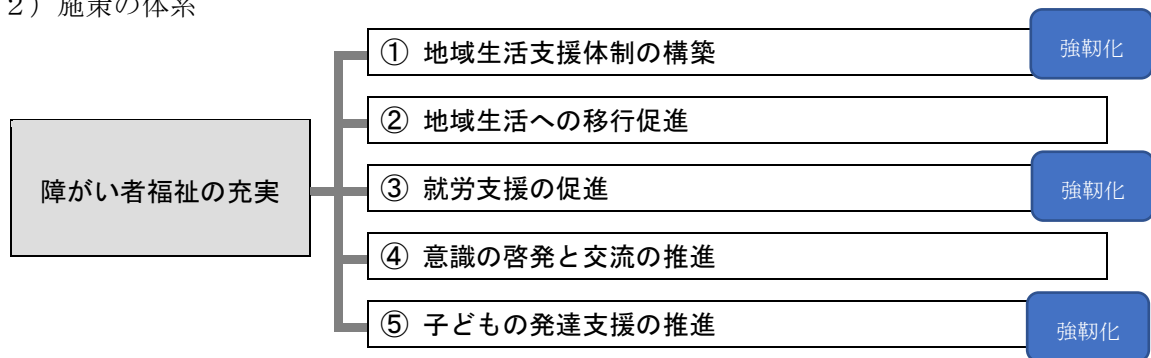 ２）施策の体系
① 地域生活支援体制の構築
強靭化
② 地域生活への移行促進
障がい者福祉の充実
③ 就労支援の促進
強靭化
④ 意識の啓発と交流の推進
⑤ 子どもの発達支援の推進
強靭化